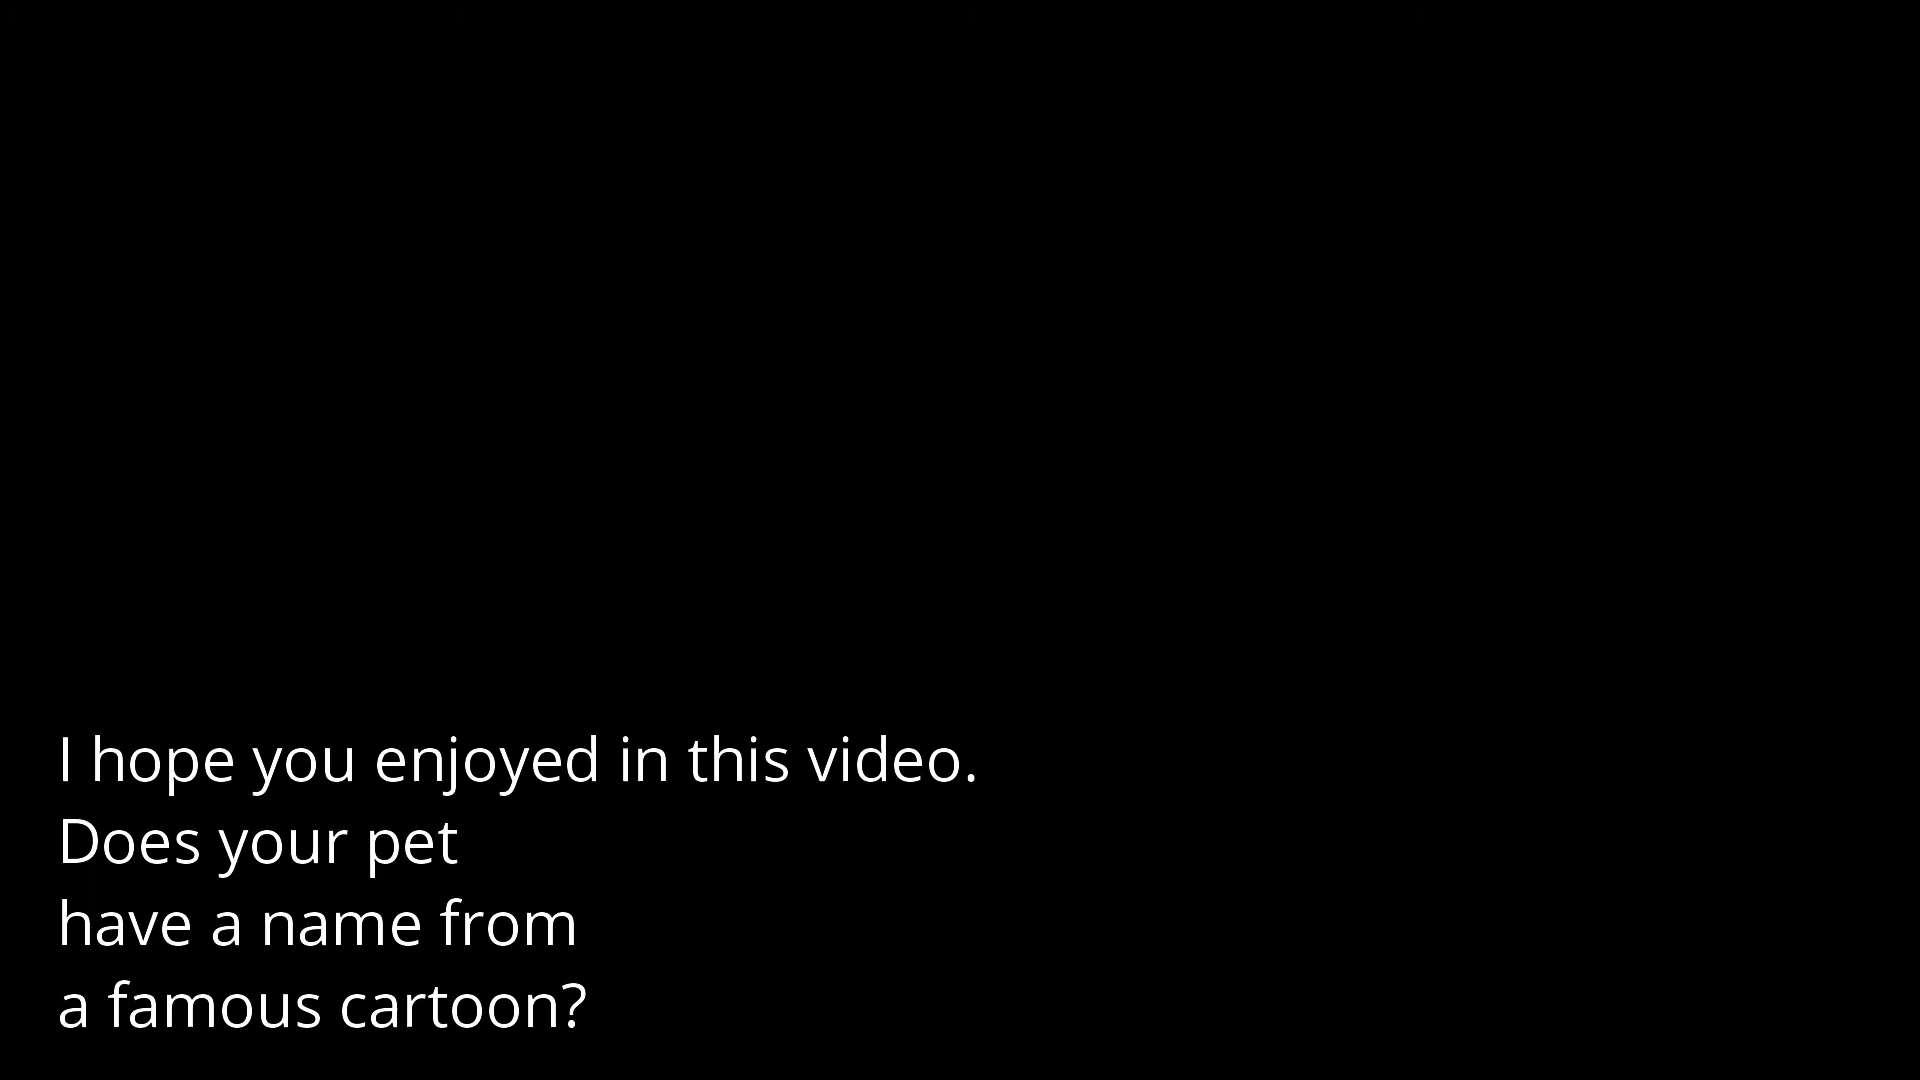 I hope you enjoyed in this video.
Does your pet
have a name from
a famous cartoon?